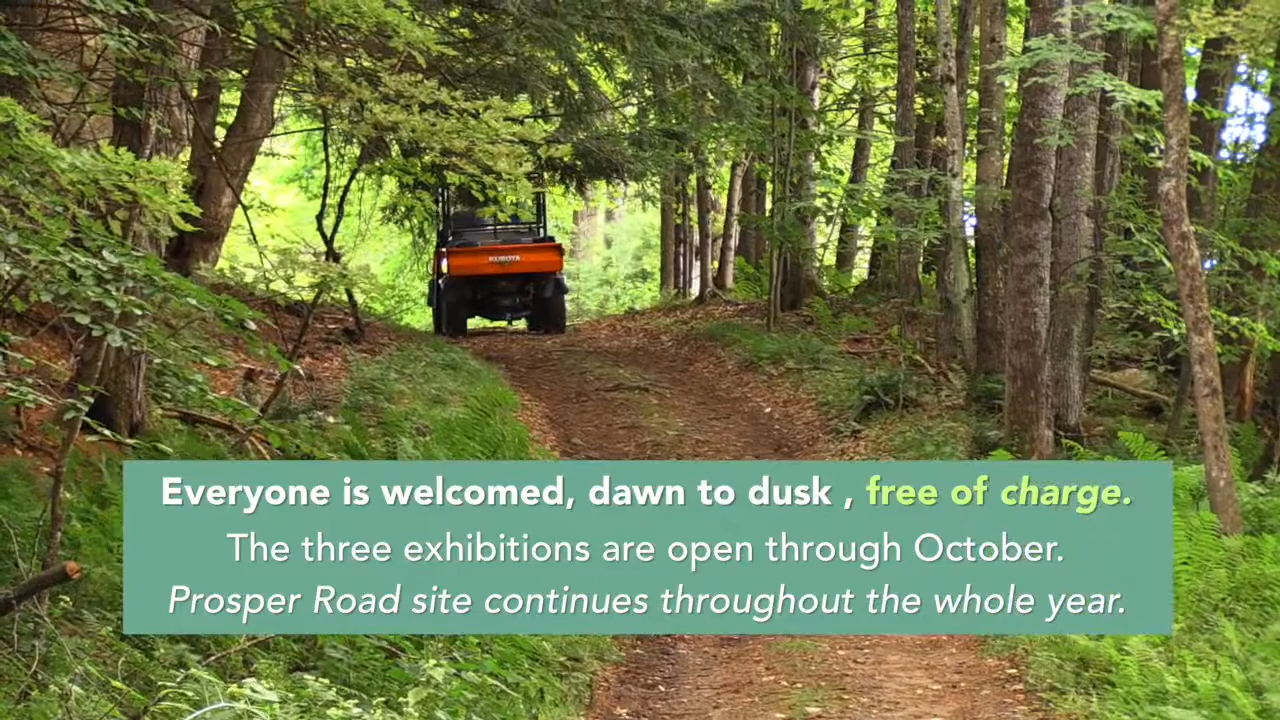 KUBOTA
Everyone is welcomed, dawn to dusk , free of charge.
The three exhibitions are open through October.
Prosper Road site continues throughout the whole year.